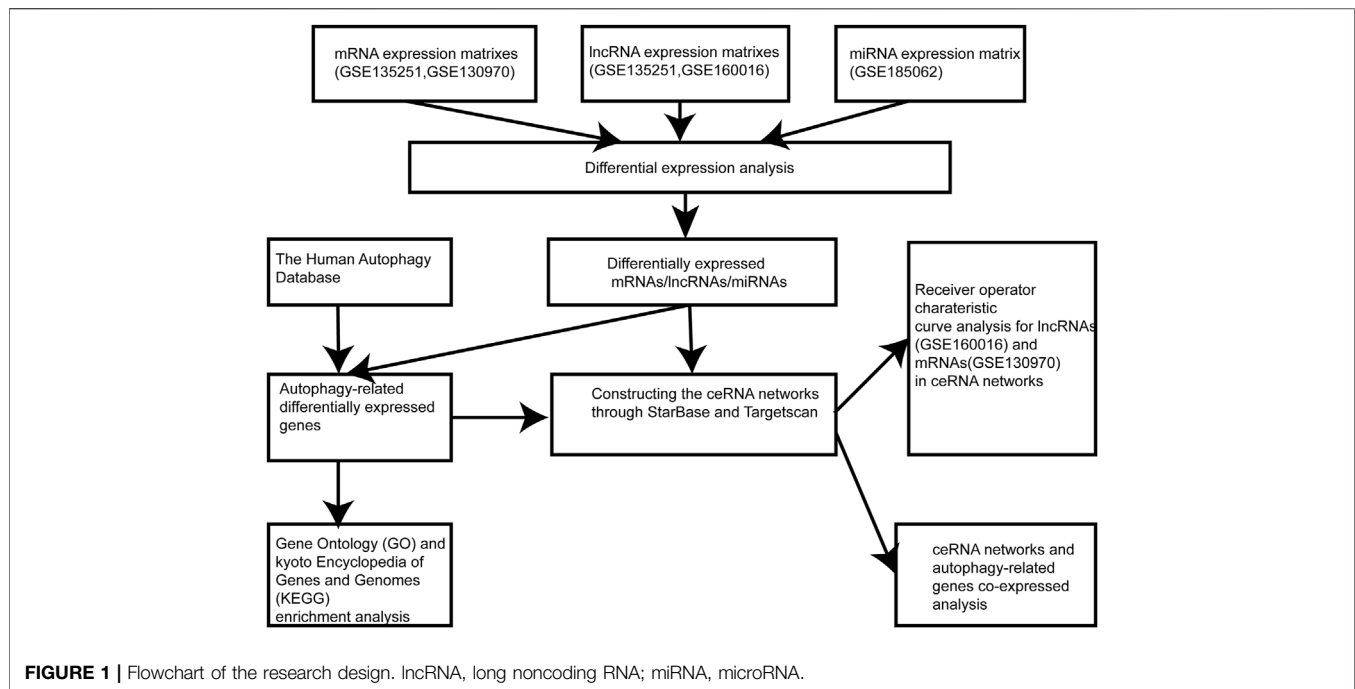 mRNA expression matrixes
(GSE135251,GSE130970)
lncRNA expression matrixes
(GSE135251,GSE160016)
miRNA expression matrix
(GSE185062)
Differential expression analysis
The Human Autophagy
Database
Differentially expressed
mRNAs/lncRNAs/miRNAs
Receiver operator
charateristic
curve analysis for lncRNAs
(GSE160016) and
mRNAs(GSE130970)
in ceRNA networks
Autophagy-related
differentially expressed
genes
Constructing the ceRNA networks
through StarBase and Targetscan
Gene Ontology (GO) and
kyoto Encyclopedia of
Genes and Genomes
(KEGG)
enrichment analysis
ceRNA networks and
autophagy-related
genes co-expressed
analysis
FIGURE 1 | Flowchart of the research design. lncRNA, long noncoding RNA; miRNA, microRNA.